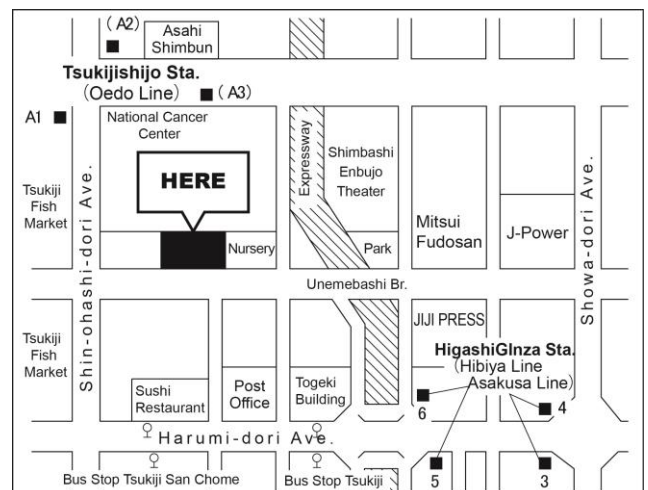 (A2)
Asahi
Shimbun
Tsukijishijo Sta.
(Oedo Line)
(A3)
A1
National Cancer
Center
HERE
Nursery
Expressway
Shimbashi
Enbujo
Theater
Park
Mitsui
Fudosan
J-Power
Showa-dori Ave.
Tsukiji
Fish
Market
Shin-ohashi-dori Ave.
Unemebashi Br.
JIJI PRESS
Tsukiji
Fish
Market
HigashiGInza Sta.
(Hibiya Line
Asakusa Line)
Sushi
Restaurant
Post
Office
Togeki
Building
6
4
Harumi-dori Ave.
Bus Stop Tsukiji San Chome
Bus Stop Tsukiji
5
3